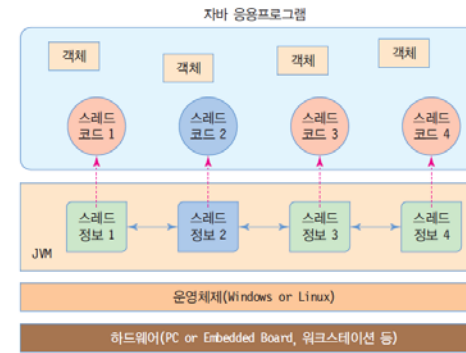 자바 응용프로그램
객체
객체
객체
객체
스레드
코드 1
스레드
코드 2
스레드
코드 3
스레드
코드 4
스레드
정보 1
스레드
정보 2
스레드
정보 3
스레드
정보 4
JVM
운영체제(Windows or Linux)
하드웨어(PC or Embedded Board, 워크스테이션 등)